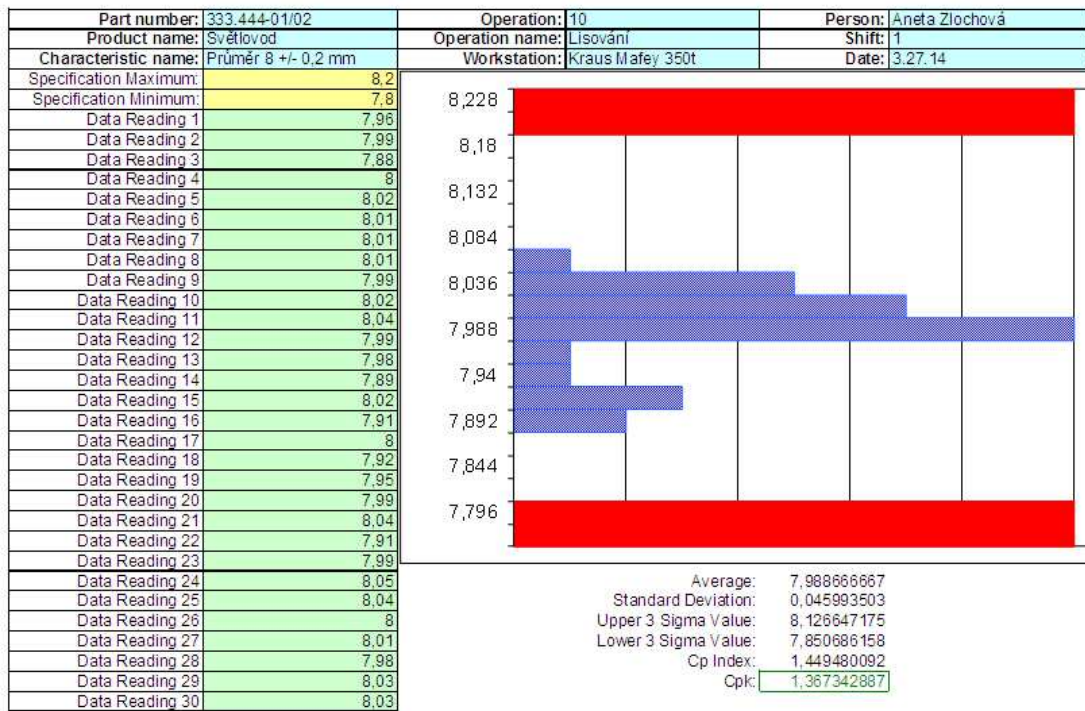 Part number: 333.444-01/02 Operation: 10 Person: Aneta Zlochová
Product name: Světlovod Operation name: Lisování Shift: 1
Characteristic name: Průměr 8 +/- 0,2 mm Workstation: Kraus Mafey 350t Date: 3.27.14
Specification Maximum: 8,2
Specification Minimum: 7,8
Data Reading 1 7,96
Data Reading 2 7,99
Data Reading 3 7,88
Data Reading 4 8
Data Reading 5 8,02
Data Reading 6 8,01
Data Reading 7 8,01
Data Reading 8 8,01
Data Reading 9 7,99
Data Reading 10 8,02
Data Reading 11 8,04
Data Reading 12 7,99
Data Reading 13 7,98
Data Reading 14 7,89
Data Reading 15 8,02
Data Reading 16 7,91
Data Reading 17 8
Data Reading 18 7,92
Data Reading 19 7,95
Data Reading 20 7,99
Data Reading 21 8,04
Data Reading 22 7,91
Data Reading 23 7,99
Data Reading 24 8,05
Data Reading 25 8,04
Data Reading 26 8
Data Reading 27 8,01
Data Reading 28 7,98
Data Reading 29 8,03
Data Reading 30 8,03
8,228
8,18
8,132
8,084
8,036
7,988
7,94
7,892
7,844
7,796
Average: 7,988666667
Standard Deviation: 0,045993503
Upper 3 Sigma Value: 8,126647175
Lower 3 Sigma Value: 7,850686158
Cp Index: 1,449480092
Cpk: 1,367342887